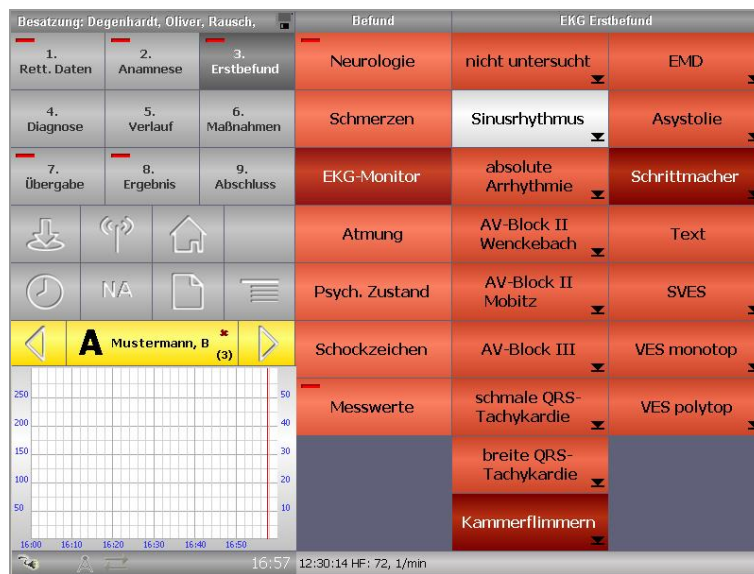 Besatzung: Degenhardt, Oliver, Rausch,
Befund
EKG Erstbefund
1.
Rett. Daten
2.
Anamnese
3.
Erstbefund
4.
Diagnose
5.
Verlauf
6.
Maßnahmen
7.
Übergabe
8.
Ergebnis
9.
Abschluss
NA
A
Mustermann, B
(3)
250
200
150
100
50
50
40
30
20
10
16:00
16:10
16:20
16:30
16:40
16:50
16:57
Neurologie
Schmerzen
EKG-Monitor
Atmung
Psych. Zustand
Schockzeichen
Messwerte
nicht untersucht
Sinusrhythmus
absolute
Arrhythmie
AV-Block II
Wenckebach
AV-Block II
Mobitz
AV-Block III
schmale QRS-
Tachykardie
breite QRS-
Tachykardie
Kammerflimmern
EMD
Asystolie
Schrittmacher
Text
SVES
VES monotop
VES polytop
12:30:14 HF: 72, 1/min